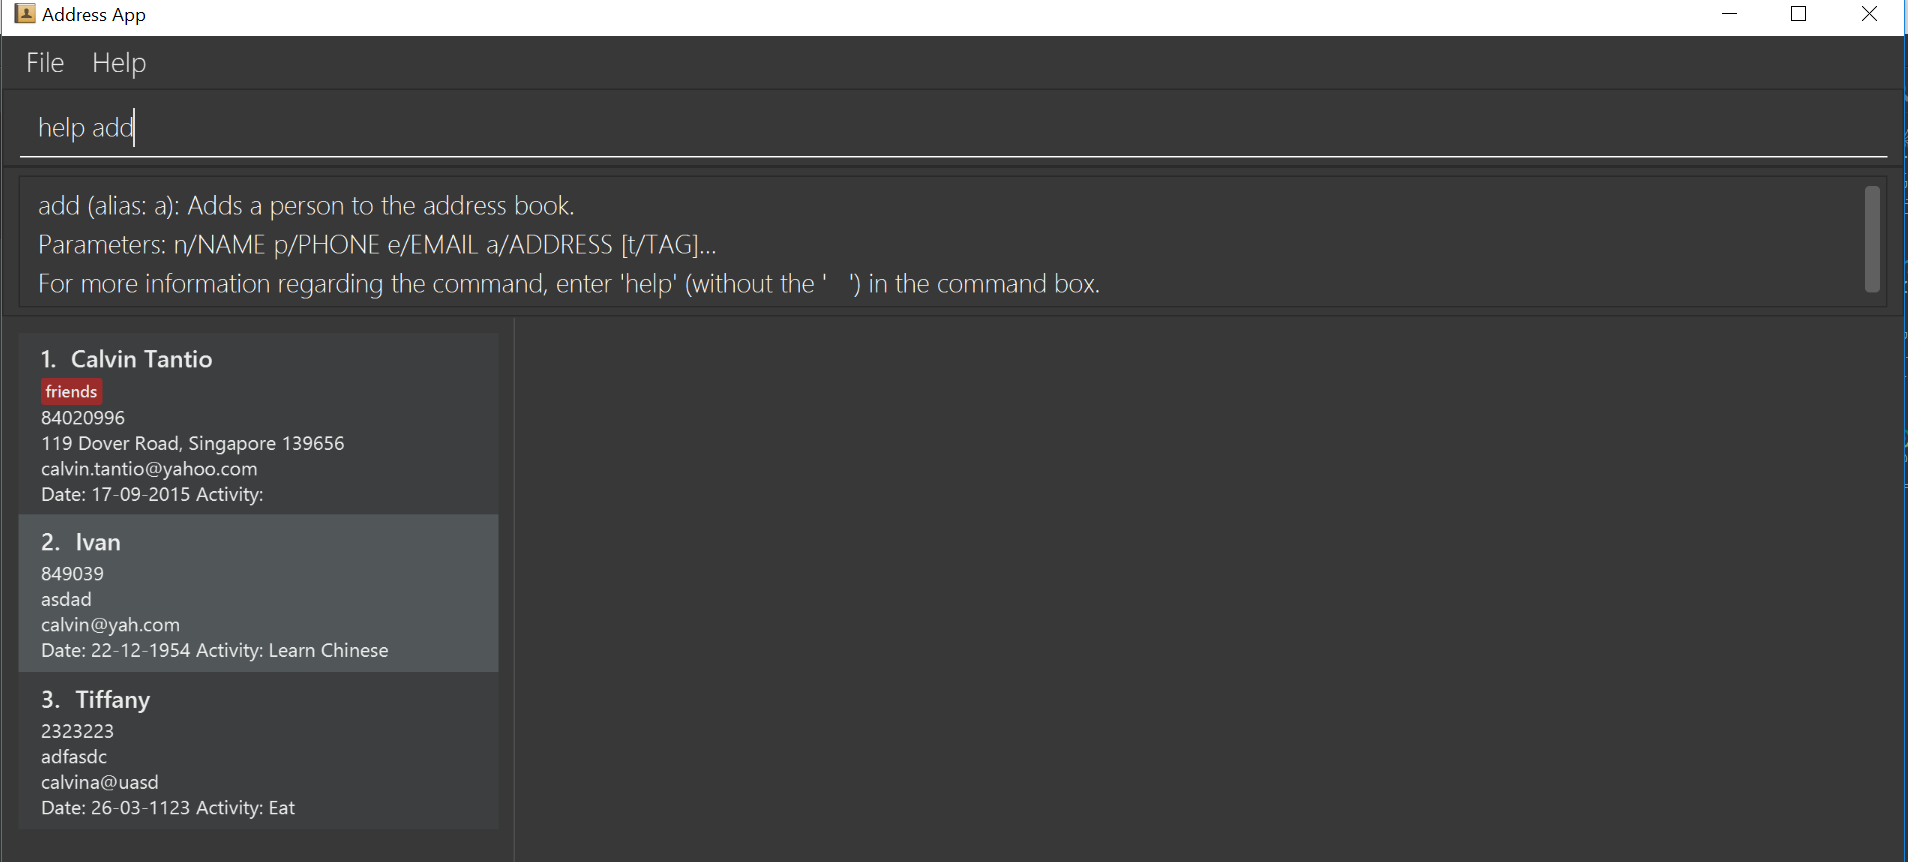 Address App
File Help
help add
add (alias: a): Adds a person to the address book.
Parameters: n/NAME p/PHONE e/EMAIL a/ADDRESS [t/TAG]...
For more information regarding the command, enter 'help' (without the '   ') in the command box.
1. Calvin Tantio
friends
84020996
119 Dover Road, Singapore 139656
calvin.tantio@yahoo.com
Date: 17-09-2015 Activity:
2. Ivan
849039
asdad
calvin@yah.com
Date: 22-12-1954 Activity: Learn Chinese
3. Tiffany
2323223
adfasdc
calvina@uasd
Date: 26-03-1123 Activity: Eat